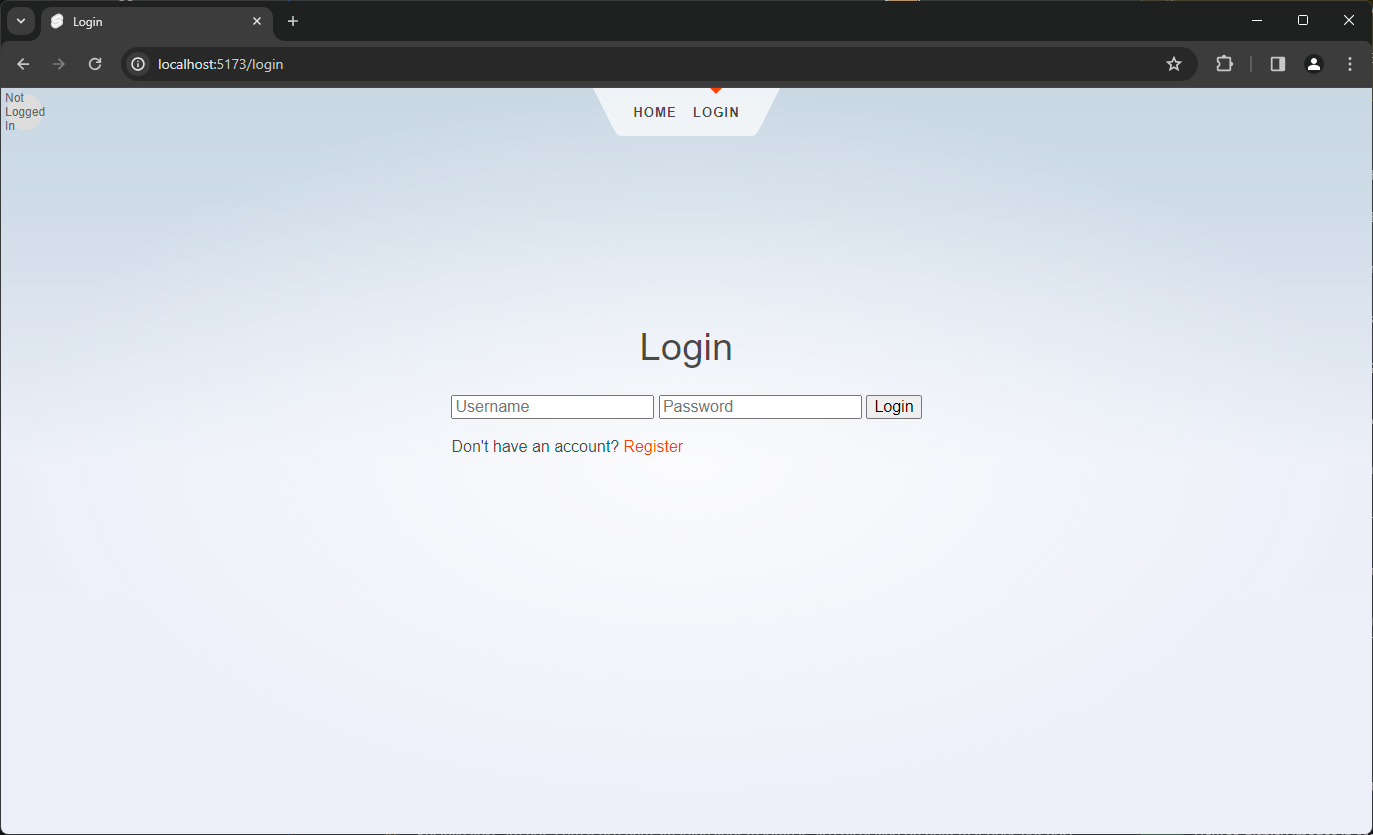 Login
localhost:5173/login
Not
Logged
In
HOME LOGIN
Login
Username Password Login
Don't have an account? Register